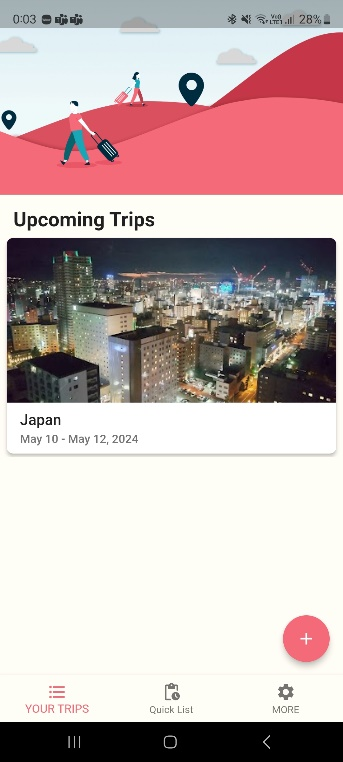 0:03
28%
Upcoming Trips
Japan
May 10 - May 12, 2024
+
YOUR TRIPS
Quick List
MORE